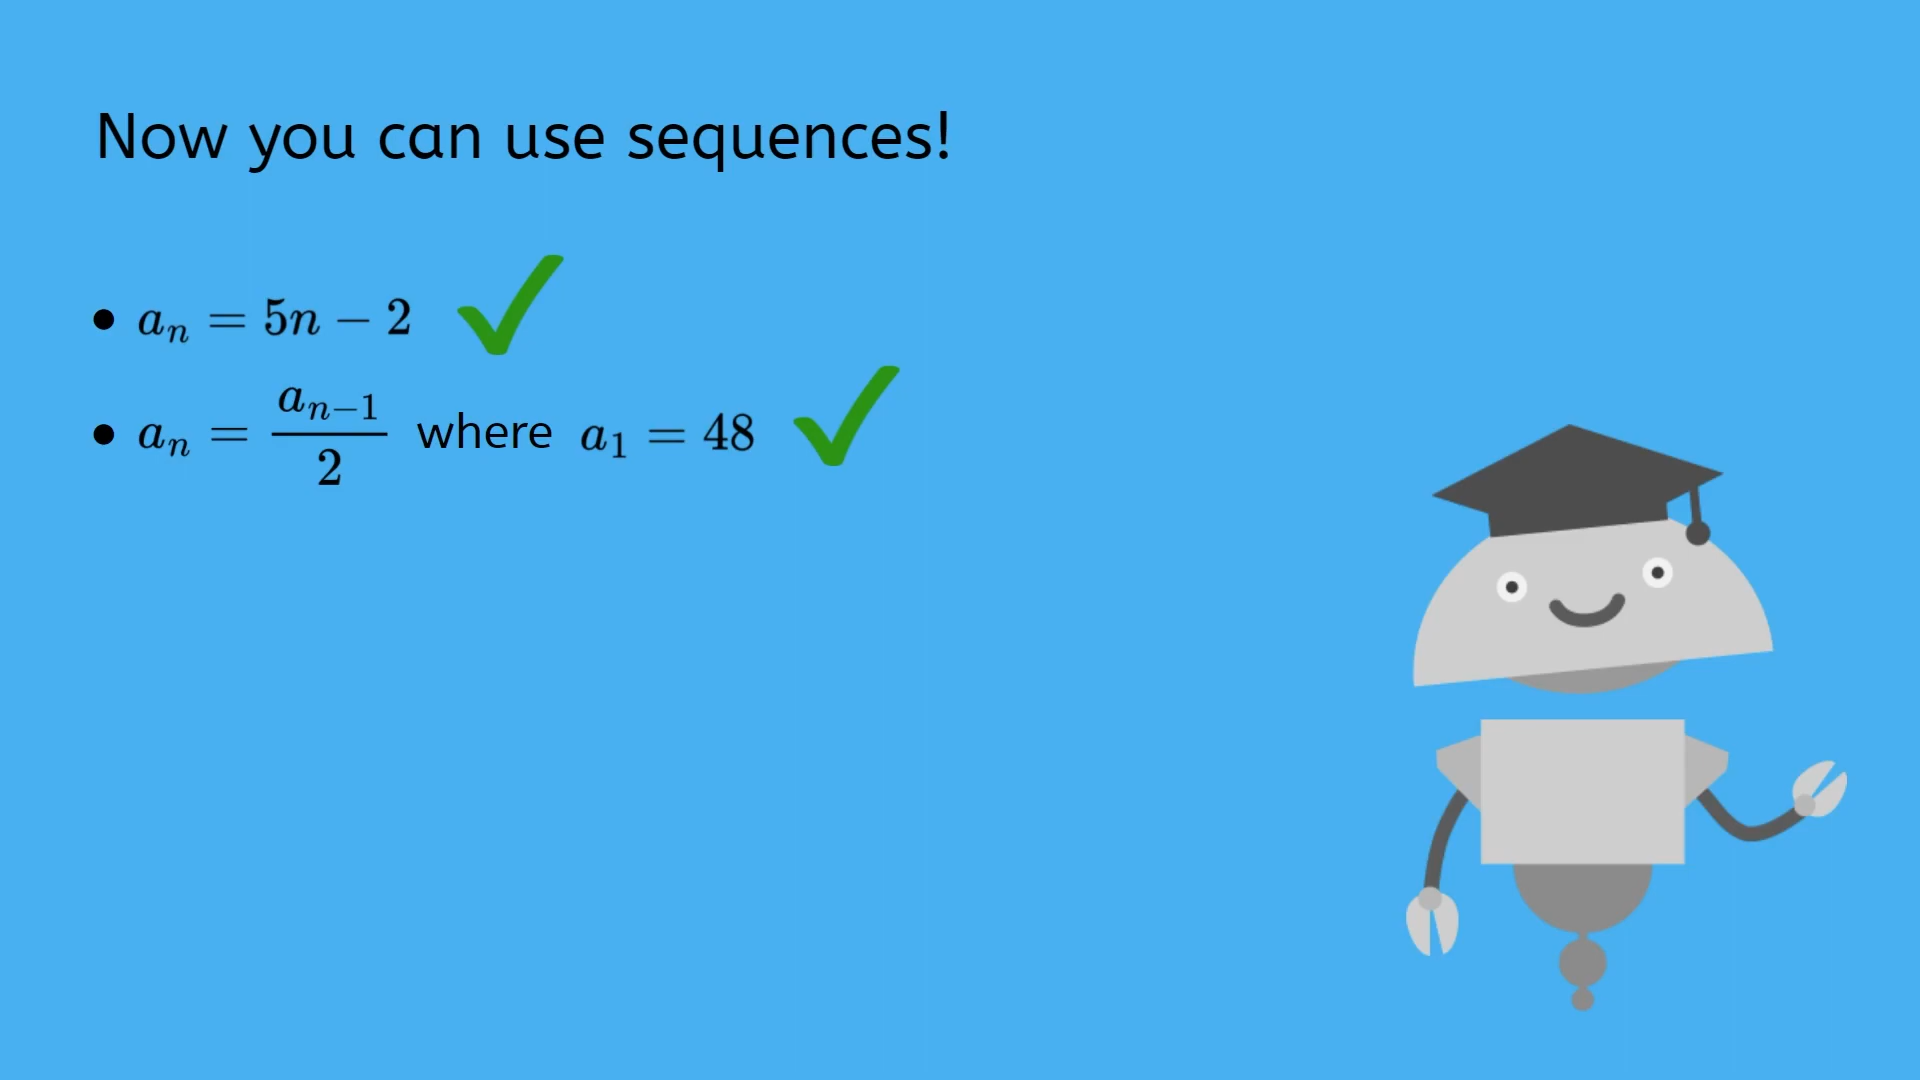 Now you can use sequences!
• aₙ = 5n − 2 ✓
• aₙ = aₙ₋₁/2 where a₁ = 48 ✓